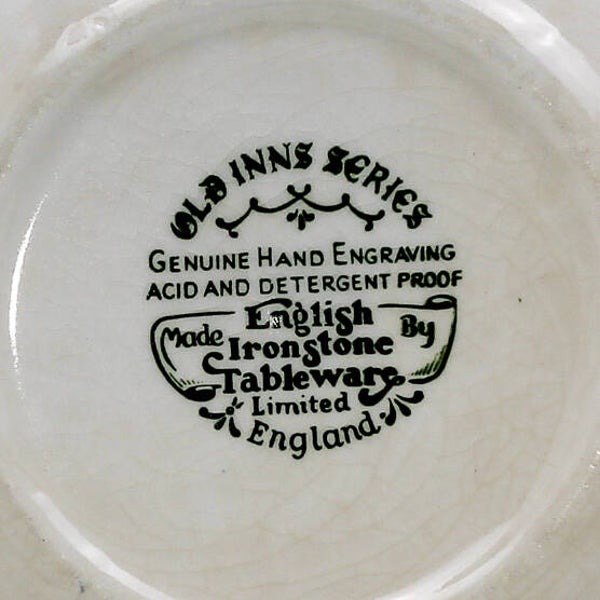 OLD INNS SERIES
GENUINE HAND ENGRAVING
ACID AND DETERGENT PROOF
Made English By
Ironstone
Tableware
Limited
England